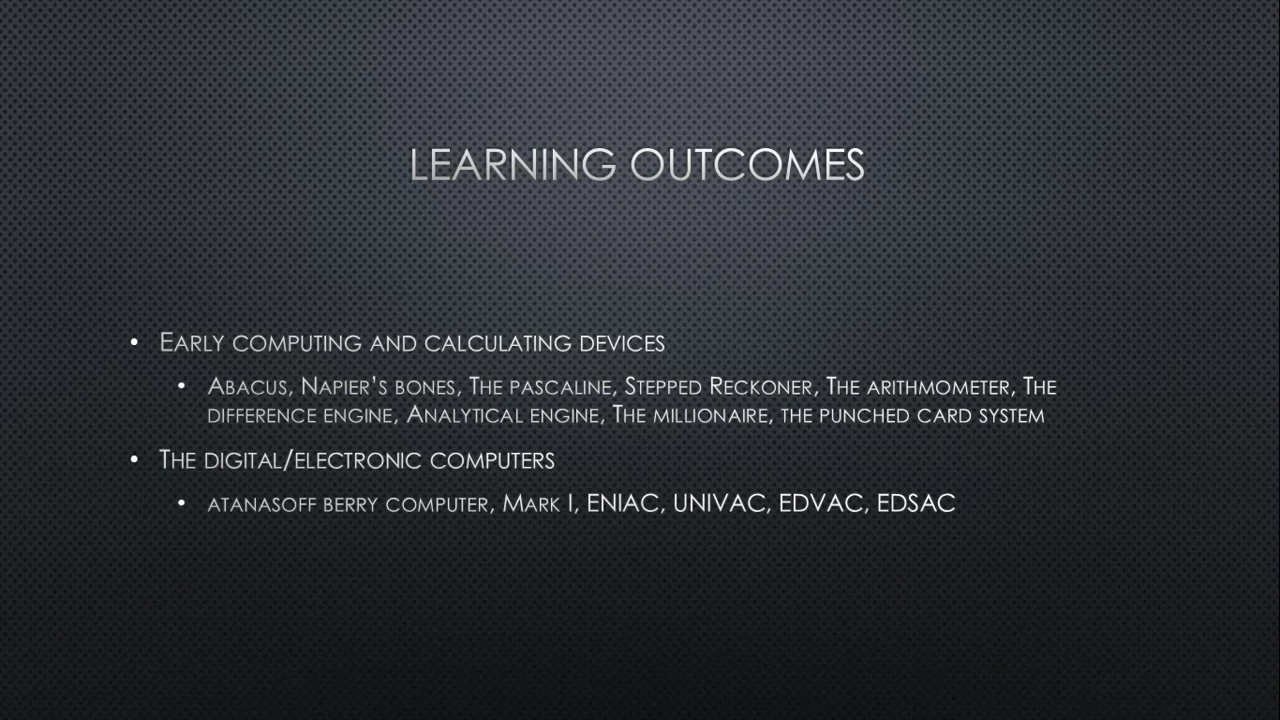 LEARNING OUTCOMES
• EARLY COMPUTING AND CALCULATING DEVICES
• ABACUS, NAPIER'S BONES, THE PASCALINE, STEPPED RECKONER, THE ARITHMOMETER, THE
DIFFERENCE ENGINE, ANALYTICAL ENGINE, THE MILLIONAIRE, THE PUNCHED CARD SYSTEM
• THE DIGITAL/ELECTRONIC COMPUTERS
• ATANASOFF BERRY COMPUTER, MARK I, ENIAC, UNIVAC, EDVAC, EDSAC